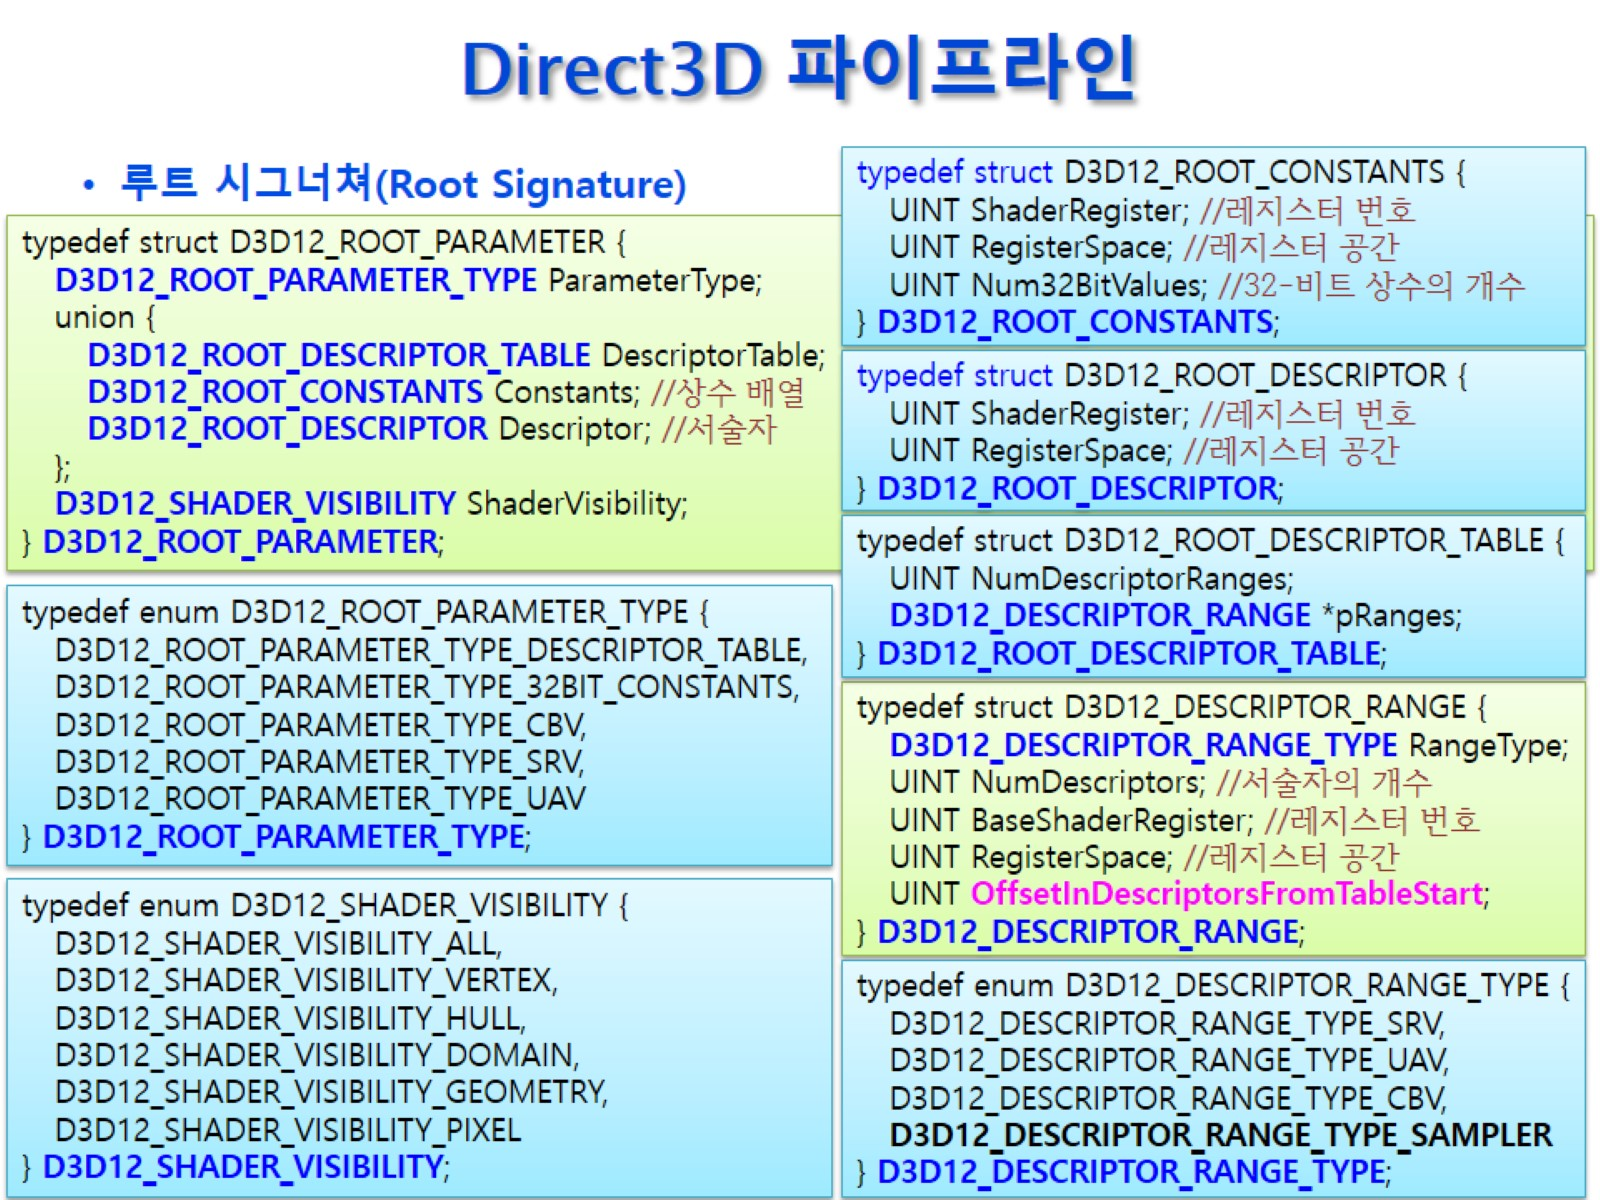 Direct3D 파이프라인
• 루트 시그너쳐(Root Signature)
typedef struct D3D12_ROOT_PARAMETER {
D3D12_ROOT_PARAMETER_TYPE ParameterType;
union {
D3D12_ROOT_DESCRIPTOR_TABLE DescriptorTable;
D3D12_ROOT_CONSTANTS Constants; //상수 배열
D3D12_ROOT_DESCRIPTOR Descriptor; //서술자
};
D3D12_SHADER_VISIBILITY ShaderVisibility;
} D3D12_ROOT_PARAMETER;
typedef enum D3D12_ROOT_PARAMETER_TYPE {
D3D12_ROOT_PARAMETER_TYPE_DESCRIPTOR_TABLE,
D3D12_ROOT_PARAMETER_TYPE_32BIT_CONSTANTS,
D3D12_ROOT_PARAMETER_TYPE_CBV,
D3D12_ROOT_PARAMETER_TYPE_SRV,
D3D12_ROOT_PARAMETER_TYPE_UAV
} D3D12_ROOT_PARAMETER_TYPE;
typedef enum D3D12_SHADER_VISIBILITY {
D3D12_SHADER_VISIBILITY_ALL,
D3D12_SHADER_VISIBILITY_VERTEX,
D3D12_SHADER_VISIBILITY_HULL,
D3D12_SHADER_VISIBILITY_DOMAIN,
D3D12_SHADER_VISIBILITY_GEOMETRY,
D3D12_SHADER_VISIBILITY_PIXEL
} D3D12_SHADER_VISIBILITY;
typedef struct D3D12_ROOT_CONSTANTS {
UINT ShaderRegister; //레지스터 번호
UINT RegisterSpace; //레지스터 공간
UINT Num32BitValues; //32-비트 상수의 개수
} D3D12_ROOT_CONSTANTS;
typedef struct D3D12_ROOT_DESCRIPTOR {
UINT ShaderRegister; //레지스터 번호
UINT RegisterSpace; //레지스터 공간
} D3D12_ROOT_DESCRIPTOR;
typedef struct D3D12_ROOT_DESCRIPTOR_TABLE {
UINT NumDescriptorRanges;
D3D12_DESCRIPTOR_RANGE *pRanges;
} D3D12_ROOT_DESCRIPTOR_TABLE;
typedef struct D3D12_DESCRIPTOR_RANGE {
D3D12_DESCRIPTOR_RANGE_TYPE RangeType;
UINT NumDescriptors; //서술자의 개수
UINT BaseShaderRegister; //레지스터 번호
UINT RegisterSpace; //레지스터 공간
UINT OffsetInDescriptorsFromTableStart;
} D3D12_DESCRIPTOR_RANGE;
typedef enum D3D12_DESCRIPTOR_RANGE_TYPE {
D3D12_DESCRIPTOR_RANGE_TYPE_SRV,
D3D12_DESCRIPTOR_RANGE_TYPE_UAV,
D3D12_DESCRIPTOR_RANGE_TYPE_CBV,
D3D12_DESCRIPTOR_RANGE_TYPE_SAMPLER
} D3D12_DESCRIPTOR_RANGE_TYPE;